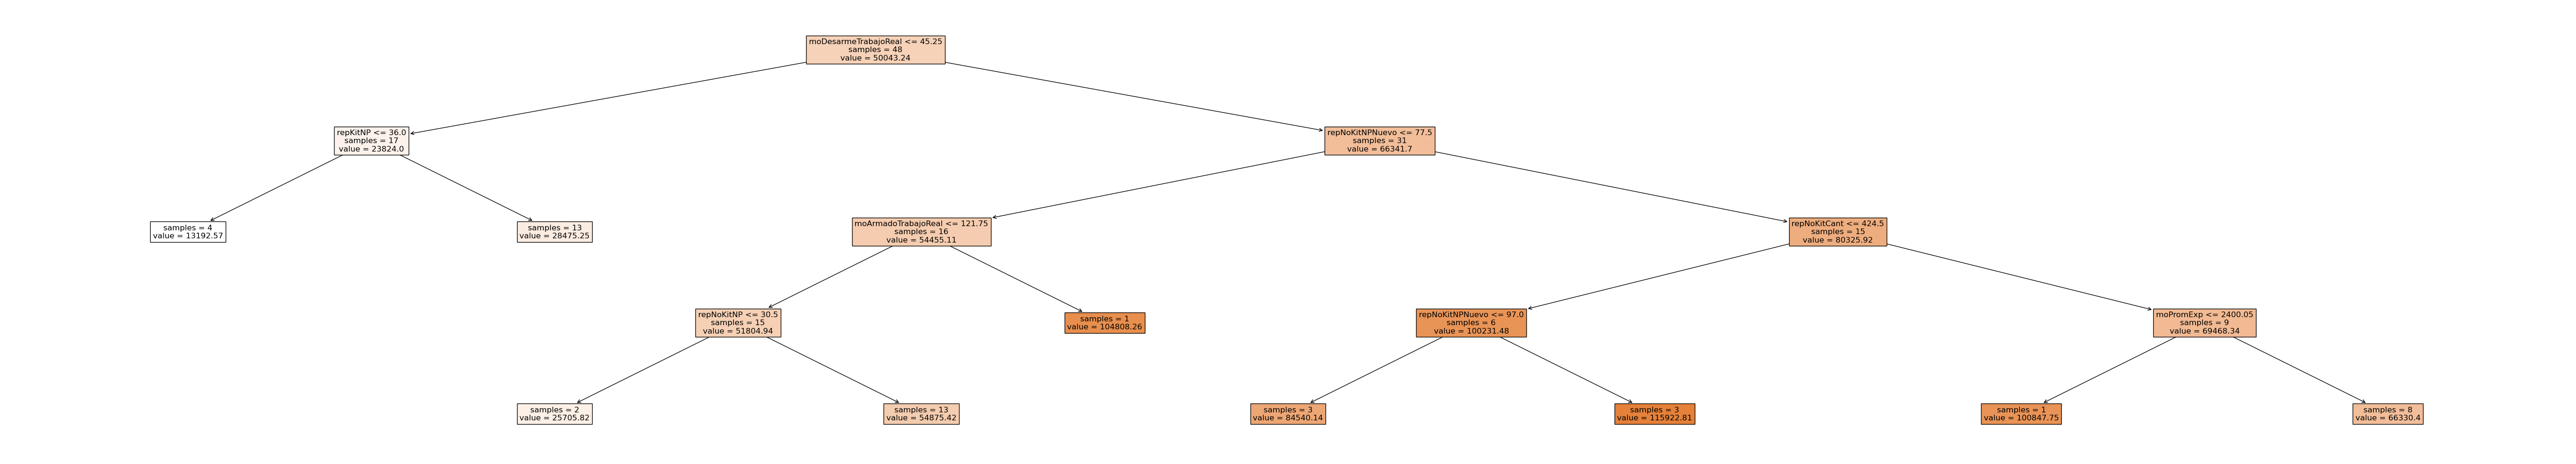 moDesarmeTrabajoReal <= 45.25
samples = 48
value = 50043.24
repKitNP <= 36.0
samples = 17
value = 23824.0
repNoKitNPNuevo <= 77.5
samples = 31
value = 66341.7
samples = 4
value = 13192.57
samples = 13
value = 28475.25
moArmadoTrabajoReal <= 121.75
samples = 16
value = 54455.11
repNoKitCant <= 424.5
samples = 15
value = 80325.92
repNoKitNP <= 30.5
samples = 15
value = 51804.94
samples = 1
value = 104808.26
repNoKitNPNuevo <= 97.0
samples = 6
value = 100231.48
moPromExp <= 2400.05
samples = 9
value = 69468.34
samples = 2
value = 25705.82
samples = 13
value = 54875.42
samples = 3
value = 84540.14
samples = 3
value = 115922.81
samples = 1
value = 100847.75
samples = 8
value = 66330.4